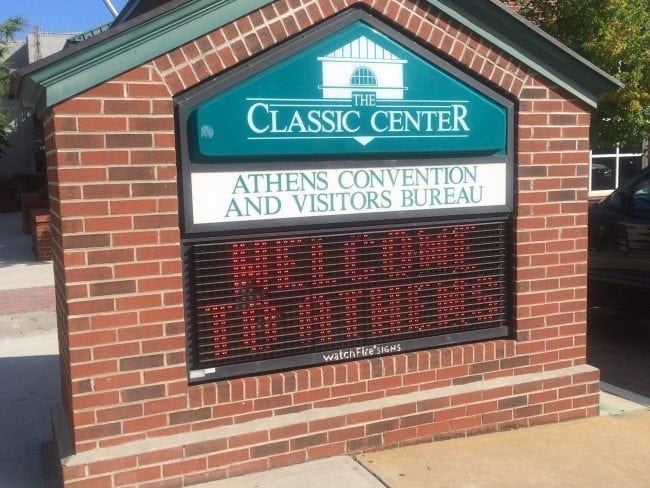 THE
CLASSIC CENTER
ATHENS CONVENTION
AND VISITORS BUREAU
WELCOME
TO ATHENS
watchFire SIGNS